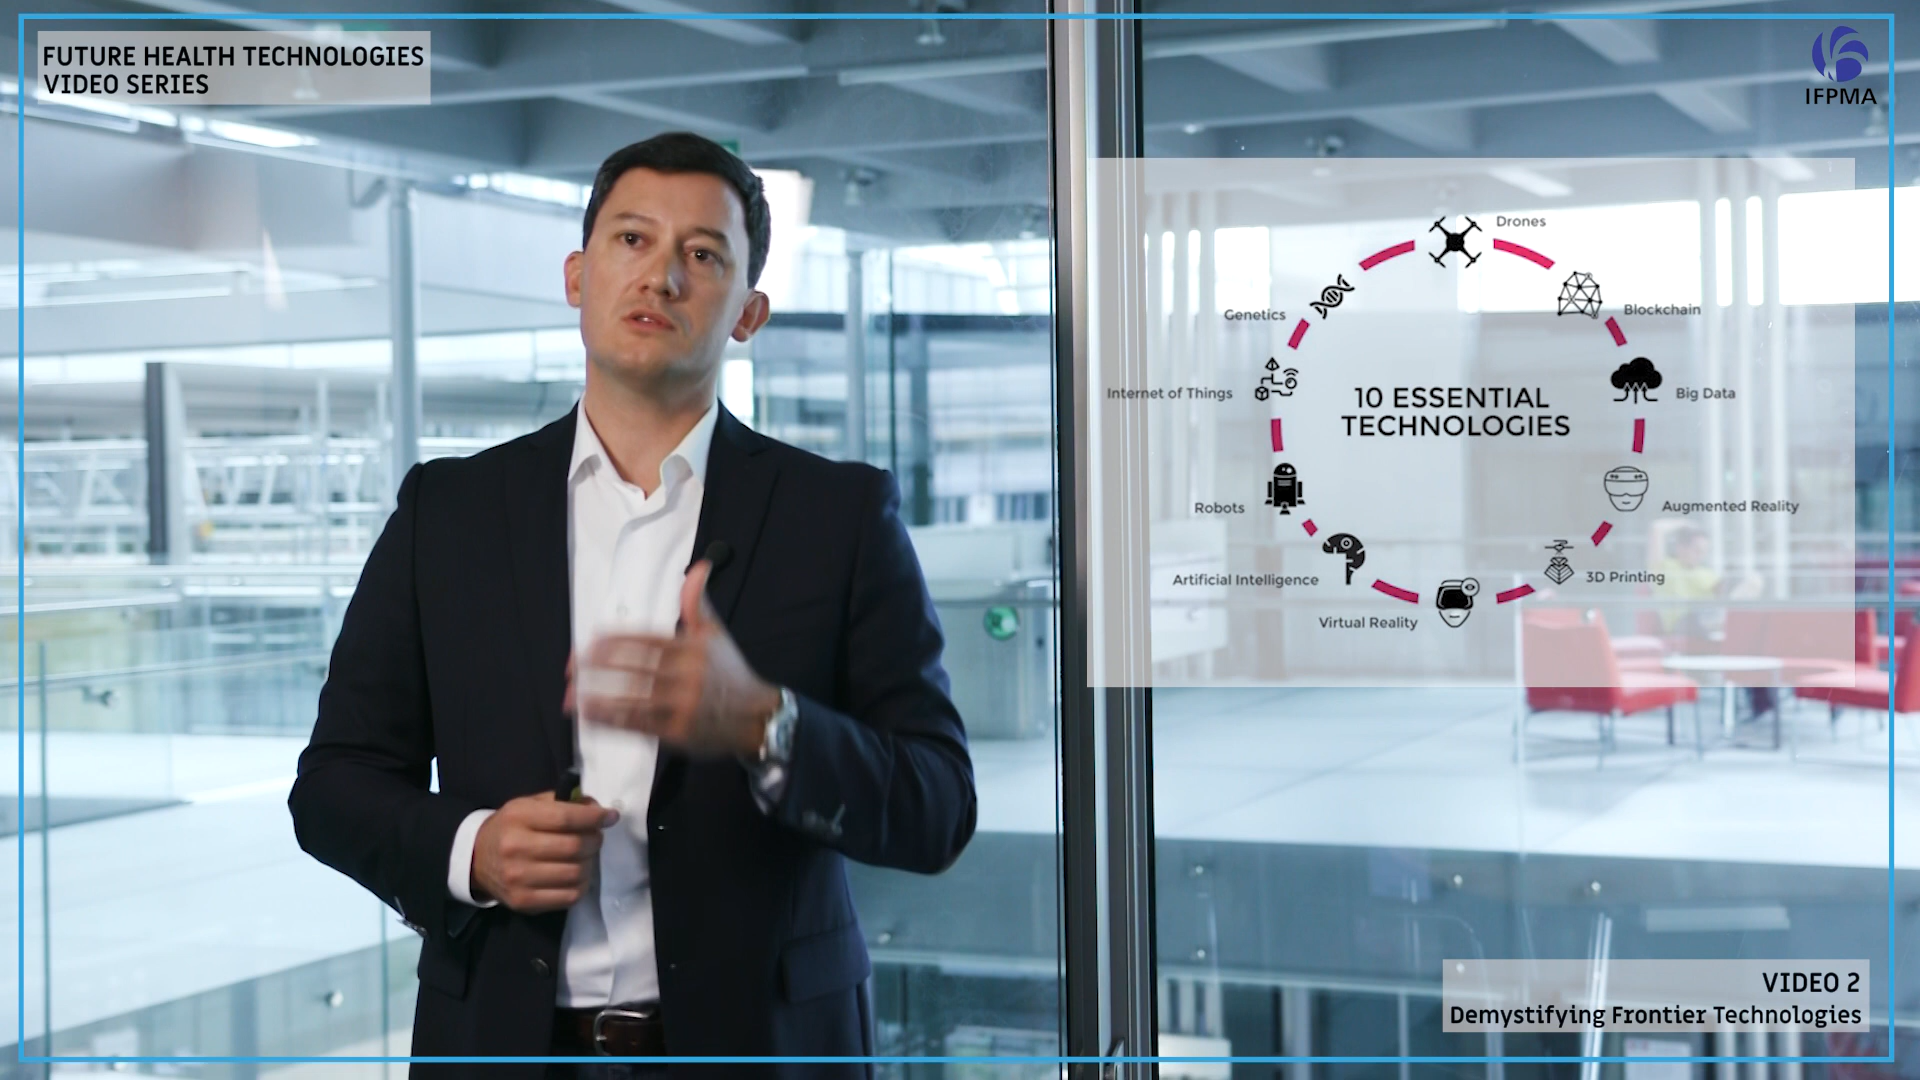 FUTURE HEALTH TECHNOLOGIES
VIDEO SERIES
IFPMA
Drones
Genetics
Blockchain
Internet of Things
10 ESSENTIAL
TECHNOLOGIES
Big Data
Robots
Augmented Reality
Artificial Intelligence
3D Printing
Virtual Reality
VIDEO 2
Demystifying Frontier Technologies